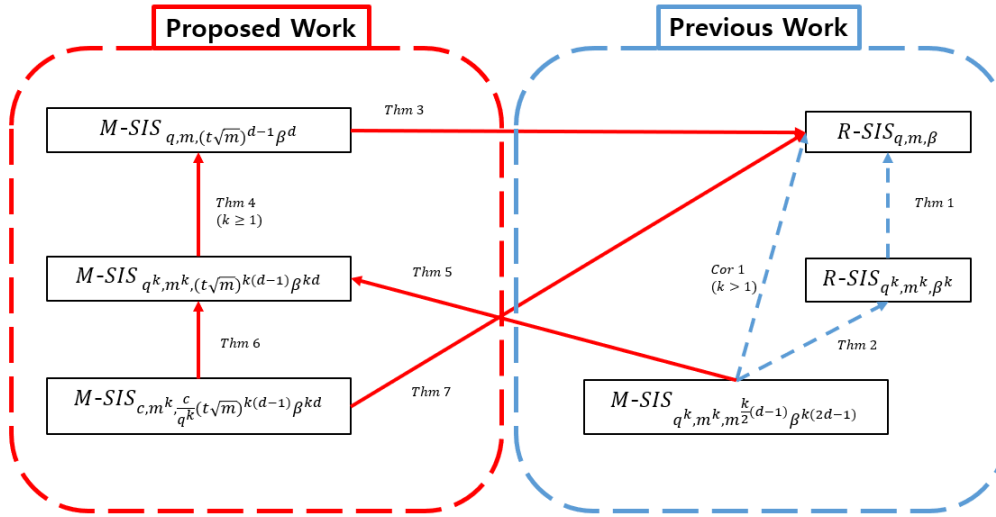 Proposed Work
Previous Work
M-SIS_{q,m,(t√m)^{d−1}β^d}
Thm 3
R-SIS_{q,m,β}
Thm 4
(k ≥ 1)
Thm 1
M-SIS_{q^k,m^k,(t√m)^{k(d−1)}β^{kd}}
Thm 5
Cor 1
(k > 1)
R-SIS_{q^k,m^k,β^k}
Thm 6
Thm 2
M-SIS_{c,m^k,\frac{c}{q^k}(t√m)^{k(d−1)}β^{kd}}
Thm 7
M-SIS_{q^k,m^k,m^{\frac{k}{2}(d−1)}β^{k(2d−1)}}